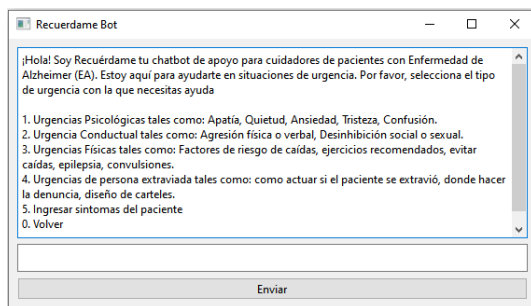 Recuerdame Bot
¡Hola! Soy Recuérdame tu chatbot de apoyo para cuidadores de pacientes con Enfermedad de
Alzheimer (EA). Estoy aquí para ayudarte en situaciones de urgencia. Por favor, selecciona el tipo
de urgencia con la que necesitas ayuda
1. Urgencias Psicológicas tales como: Apatía, Quietud, Ansiedad, Tristeza, Confusión.
2. Urgencia Conductual tales como: Agresión física o verbal, Desinhibición social o sexual.
3. Urgencias Físicas tales como: Factores de riesgo de caídas, ejercicios recomendados, evitar
caídas, epilepsia, convulsiones.
4. Urgencias de persona extraviada tales como: como actuar si el paciente se extravió, donde hacer
la denuncia, diseño de carteles.
5. Ingresar sintomas del paciente
0. Volver
Enviar